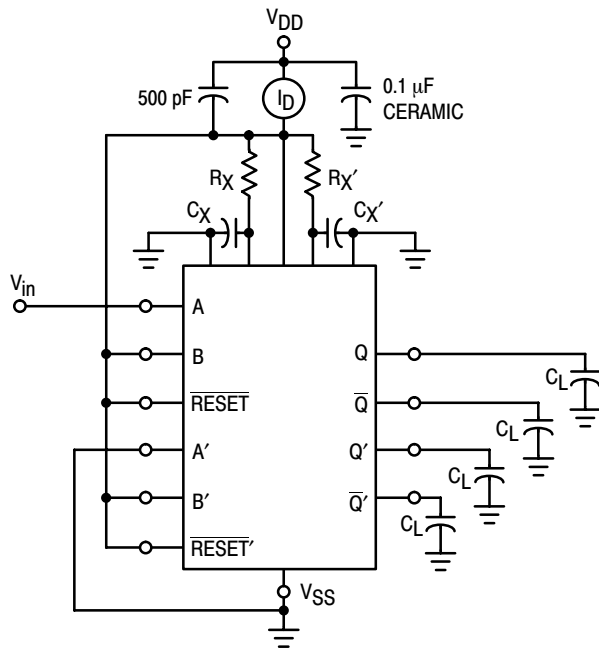 VDD
500 pF
ID
0.1 μF
CERAMIC
RX
RX′
CX
CX′
Vin
A
B
RESET
A′
B′
RESET′
Q
Q
Q′
Q′
CL
CL
CL
CL
VSS